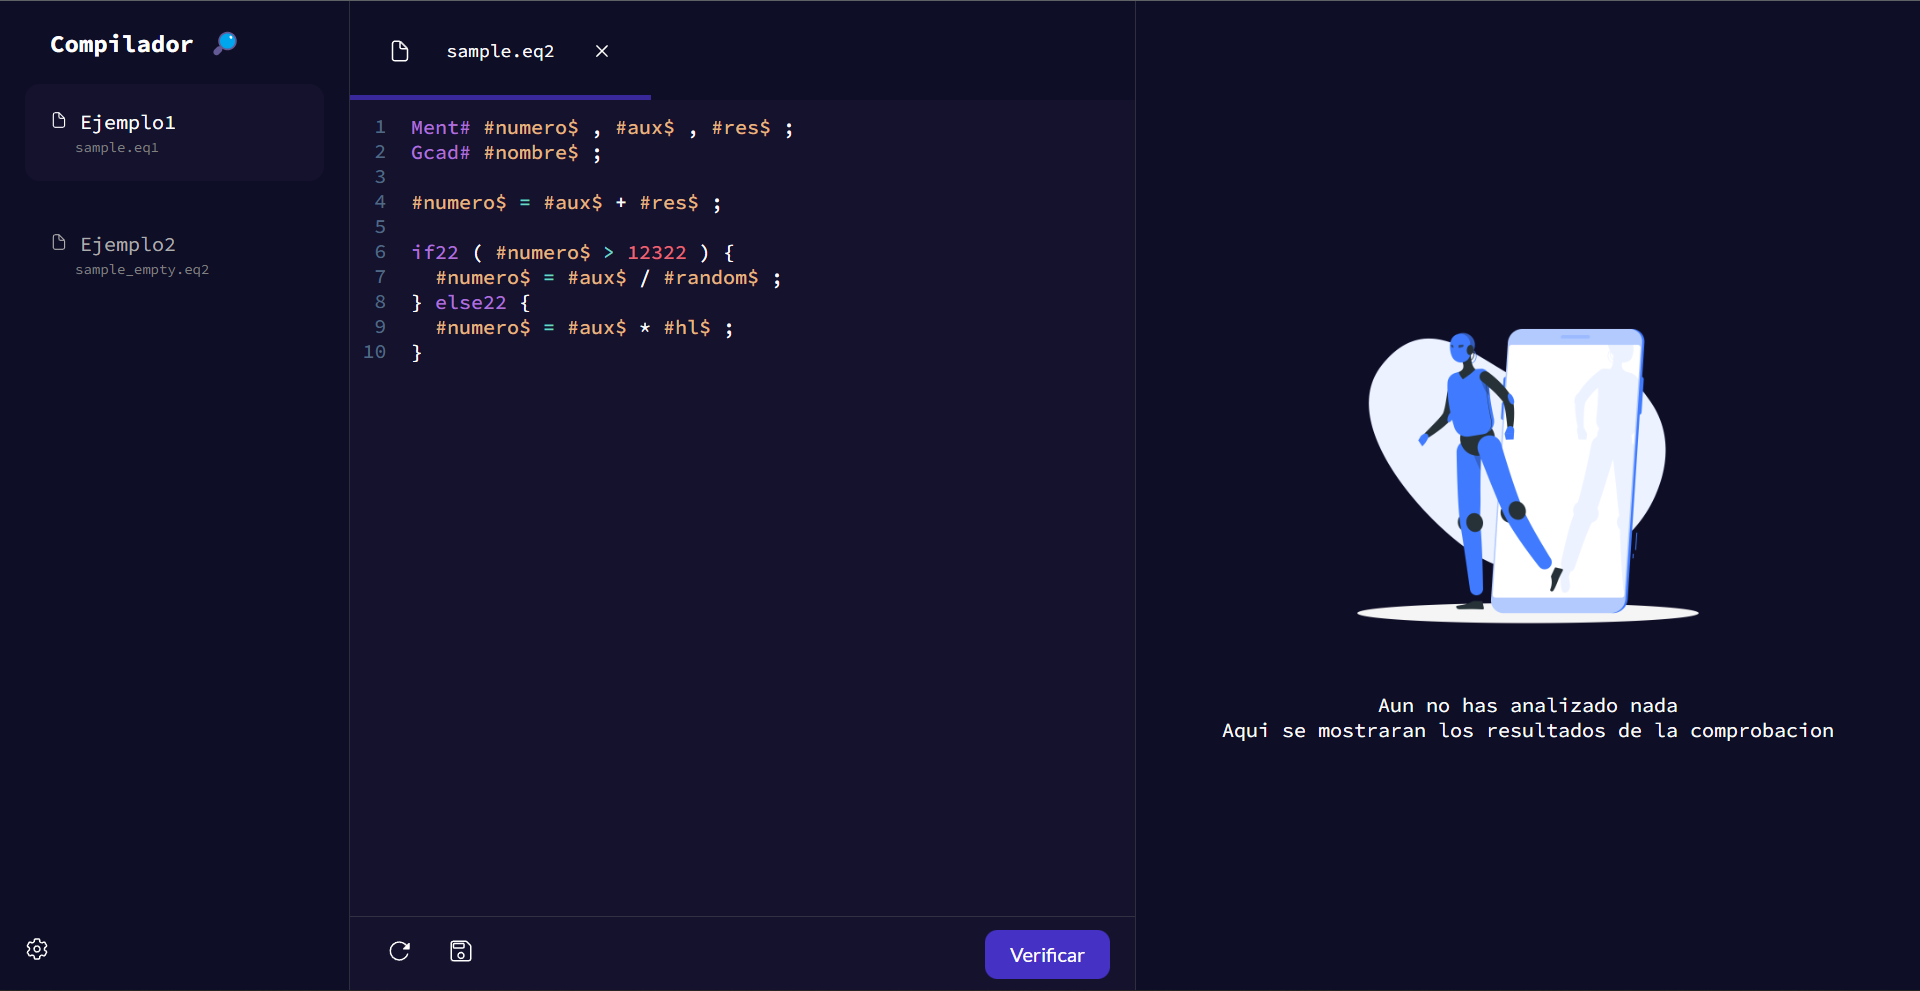 Compilador
Ejemplo1
sample.eq1
Ejemplo2
sample_empty.eq2
sample.eq2
1 Ment# #numero$ , #aux$ , #res$ ;
2 Gcad# #nombre$ ;
3
4 #numero$ = #aux$ + #res$ ;
5
6 if22 ( #numero$ > 12322 ) {
7 #numero$ = #aux$ / #random$ ;
8 } else22 {
9 #numero$ = #aux$ * #hl$ ;
10 }
Verificar
Aun no has analizado nada
Aqui se mostraran los resultados de la comprobacion